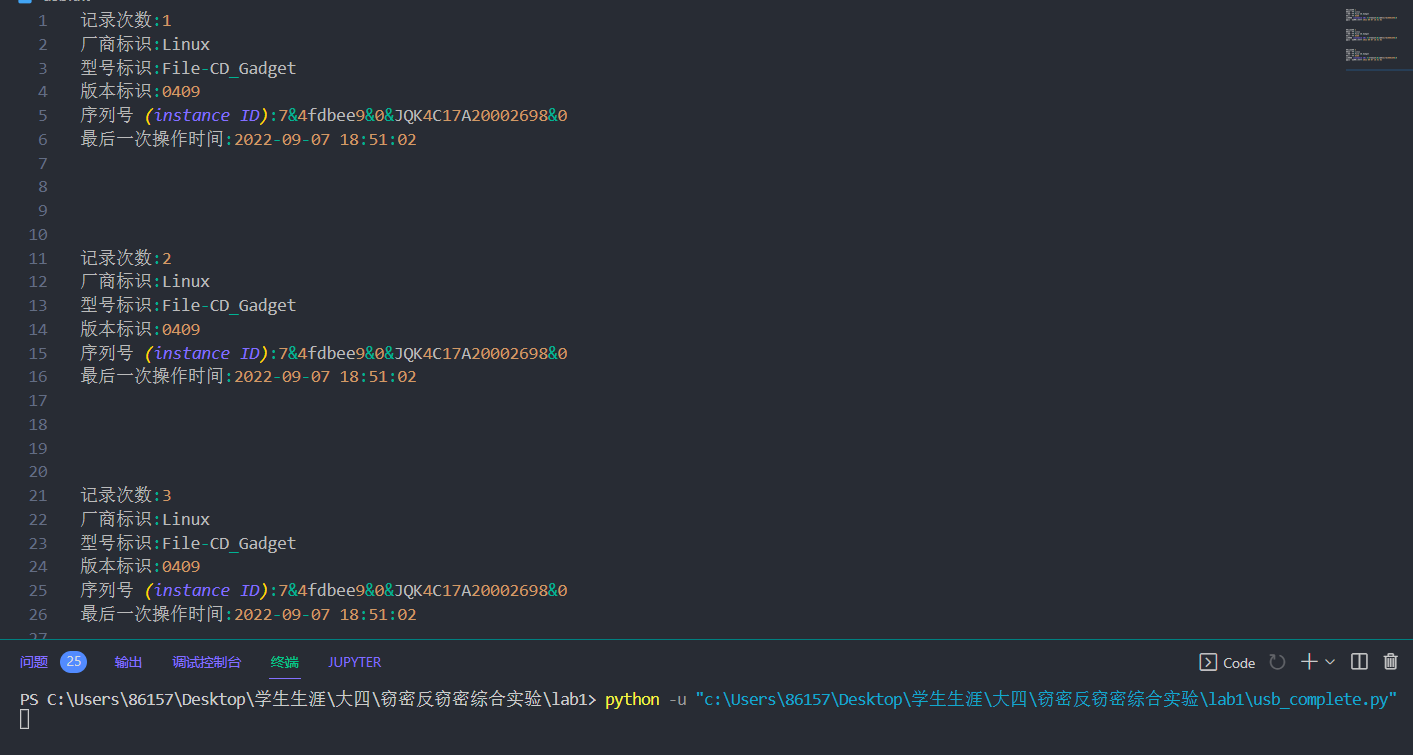 1 记录次数:1
2 厂商标识:Linux
3 型号标识:File-CD_Gadget
4 版本标识:0409
5 序列号 (instance ID):7&4fdbee9&0&JQK4C17A20002698&0
6 最后一次操作时间:2022-09-07 18:51:02
7
8
9
10
11 记录次数:2
12 厂商标识:Linux
13 型号标识:File-CD_Gadget
14 版本标识:0409
15 序列号 (instance ID):7&4fdbee9&0&JQK4C17A20002698&0
16 最后一次操作时间:2022-09-07 18:51:02
17
18
19
20
21 记录次数:3
22 厂商标识:Linux
23 型号标识:File-CD_Gadget
24 版本标识:0409
25 序列号 (instance ID):7&4fdbee9&0&JQK4C17A20002698&0
26 最后一次操作时间:2022-09-07 18:51:02
27
问题 25 输出 调试控制台 终端 JUPYTER Code
PS C:\Users\86157\Desktop\学生生涯\大四\窃密反窃密综合实验\lab1> python -u "c:\Users\86157\Desktop\学生生涯\大四\窃密反窃密综合实验\lab1\usb_complete.py"